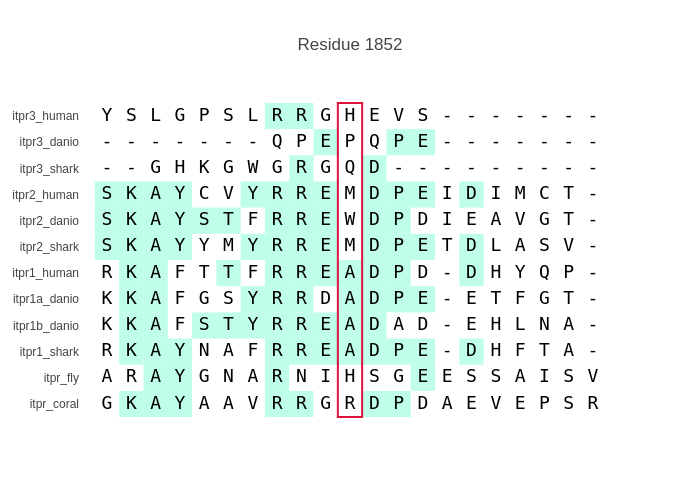 Residue 1852
itpr3_human Y S L G P S L R R G H E V S - - - - - - -
itpr3_danio - - - - - - - Q P E P Q P E - - - - - - -
itpr3_shark - - G H K G W G R G Q D - - - - - - - - -
itpr2_human S K A Y C V Y R R E M D P E I D I M C T -
itpr2_danio S K A Y S T F R R E W D P D I E A V G T -
itpr2_shark S K A Y Y M Y R R E M D P E T D L A S V -
itpr1_human R K A F T T F R R E A D P D - D H Y Q P -
itpr1a_danio K K A F G S Y R R D A D P E - E T F G T -
itpr1b_danio K K A F S T Y R R E A D A D - E H L N A -
itpr1_shark R K A Y N A F R R E A D P E - D H F T A -
itpr_fly A R A Y G N A R N I H S G E E S S A I S V
itpr_coral G K A Y A A V R R G R D P D A E V E P S R